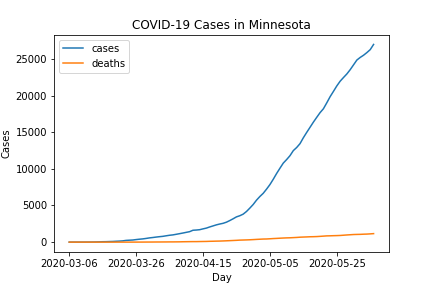 COVID-19 Cases in Minnesota
cases
deaths
25000
20000
15000
10000
5000
0
Cases
2020-03-06 2020-03-26 2020-04-15 2020-05-05 2020-05-25
Day